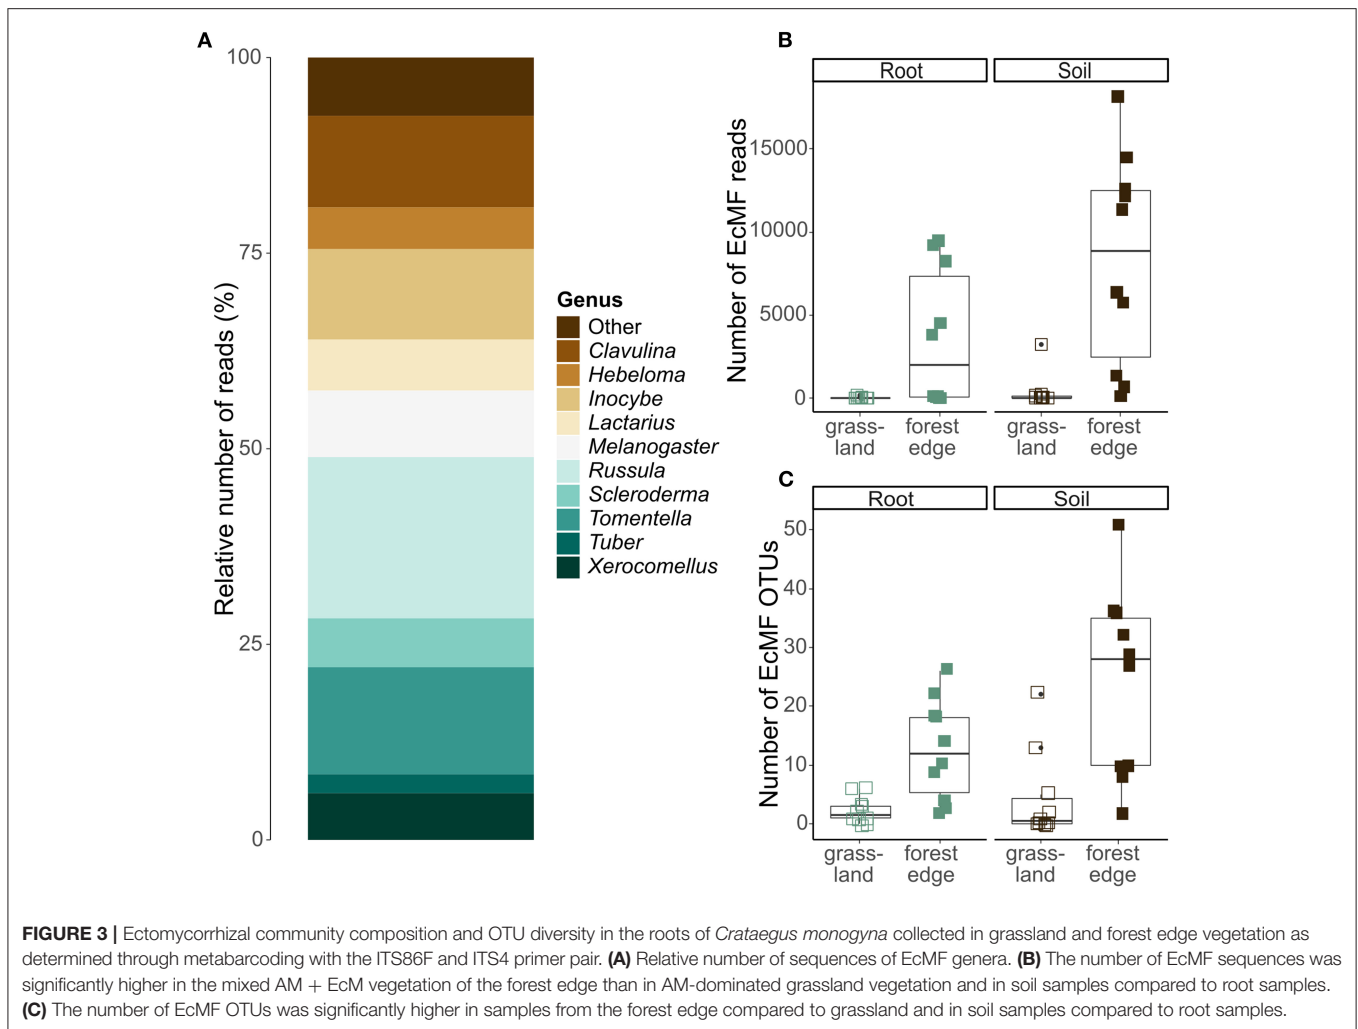 A
100
75
50
25
0
Relative number of reads (%)
Genus
Other
Clavulina
Hebeloma
Inocybe
Lactarius
Melanogaster
Russula
Scleroderma
Tomentella
Tuber
Xerocomellus
B
Root Soil
Number of EcMF reads
15000
10000
5000
0
grass-
land
forest
edge
grass-
land
forest
edge
C
Root Soil
Number of EcMF OTUs
50
40
30
20
10
0
grass-
land
forest
edge
grass-
land
forest
edge
FIGURE 3 | Ectomycorrhizal community composition and OTU diversity in the roots of Crataegus monogyna collected in grassland and forest edge vegetation as
determined through metabarcoding with the ITS86F and ITS4 primer pair. (A) Relative number of sequences of EcMF genera. (B) The number of EcMF sequences was
significantly higher in the mixed AM + EcM vegetation of the forest edge than in AM-dominated grassland vegetation and in soil samples compared to root samples.
(C) The number of EcMF OTUs was significantly higher in samples from the forest edge compared to grassland and in soil samples compared to root samples.